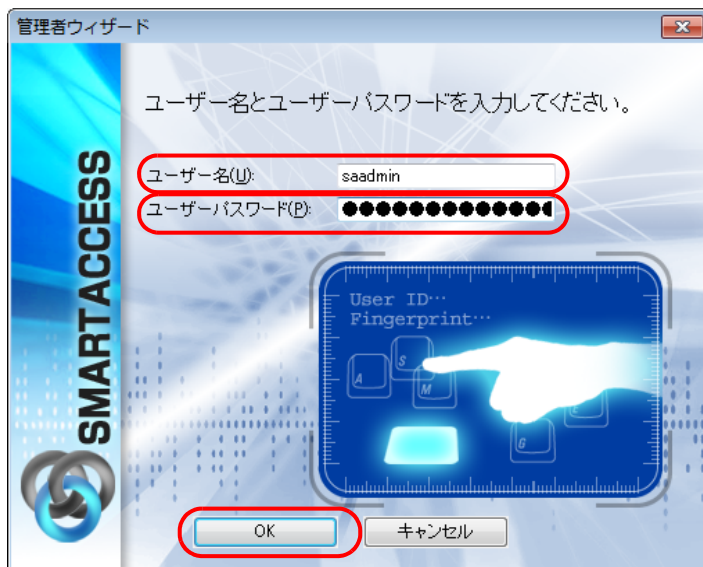 管理者ウィザード
ユーザー名とユーザーパスワードを入力してください。
ユーザー名(U):
saadmin
ユーザーパスワード(P):
●●●●●●●●●●●●●
SMARTACCESS
User ID…
Fingerprint…
A
S
M
G
E
OK
キャンセル